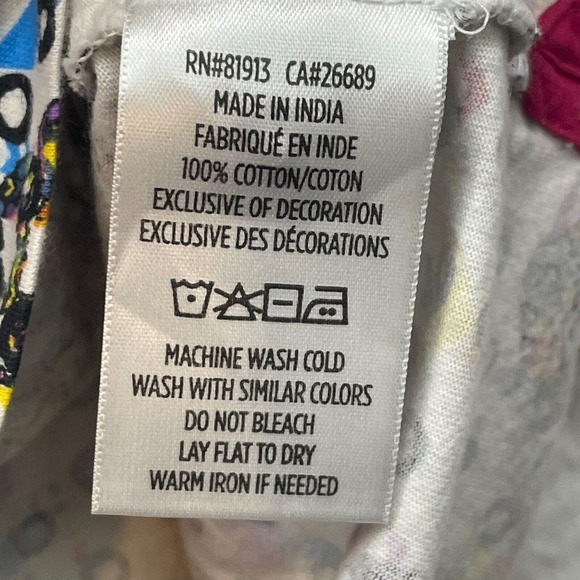 RN#81913 CA#26689
MADE IN INDIA
FABRIQUÉ EN INDE
100% COTTON/COTON
EXCLUSIVE OF DECORATION
EXCLUSIVE DES DÉCORATIONS
MACHINE WASH COLD
WASH WITH SIMILAR COLORS
DO NOT BLEACH
LAY FLAT TO DRY
WARM IRON IF NEEDED